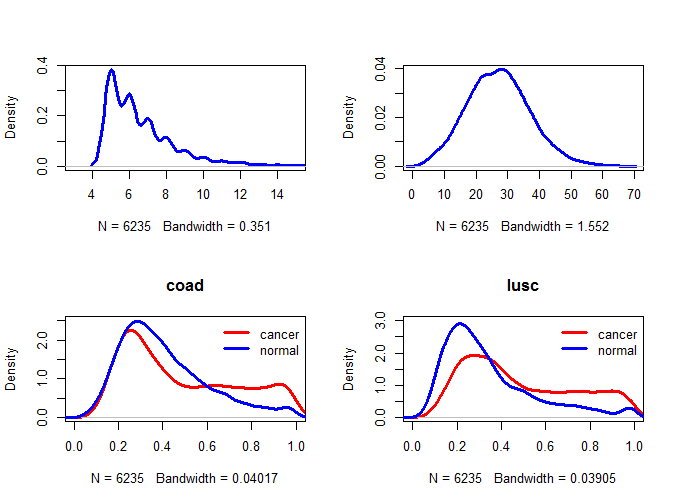 Density
0.0 0.2 0.4
4 6 8 10 12 14
N = 6235 Bandwidth = 0.351
Density
0.00 0.02 0.04
0 10 20 30 40 50 60 70
N = 6235 Bandwidth = 1.552
coad
Density
0.0 1.0 2.0
cancer
normal
0.0 0.2 0.4 0.6 0.8 1.0
N = 6235 Bandwidth = 0.04017
lusc
Density
0.0 1.0 2.0 3.0
cancer
normal
0.0 0.2 0.4 0.6 0.8 1.0
N = 6235 Bandwidth = 0.03905